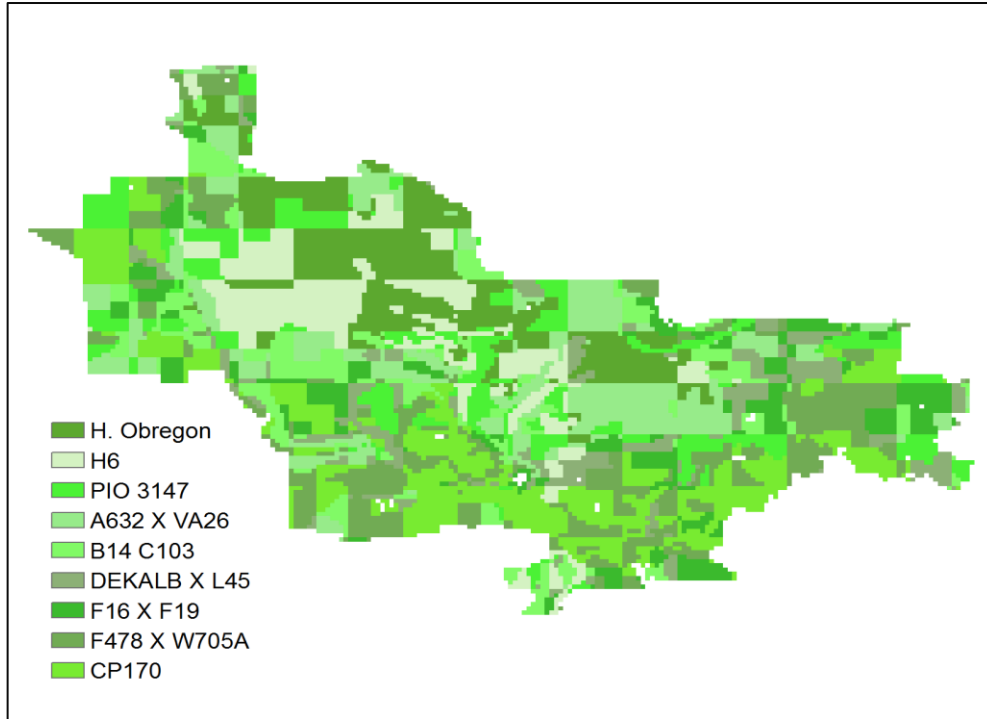 H. Obregon
H6
PIO 3147
A632 X VA26
B14 C103
DEKALB X L45
F16 X F19
F478 X W705A
CP170